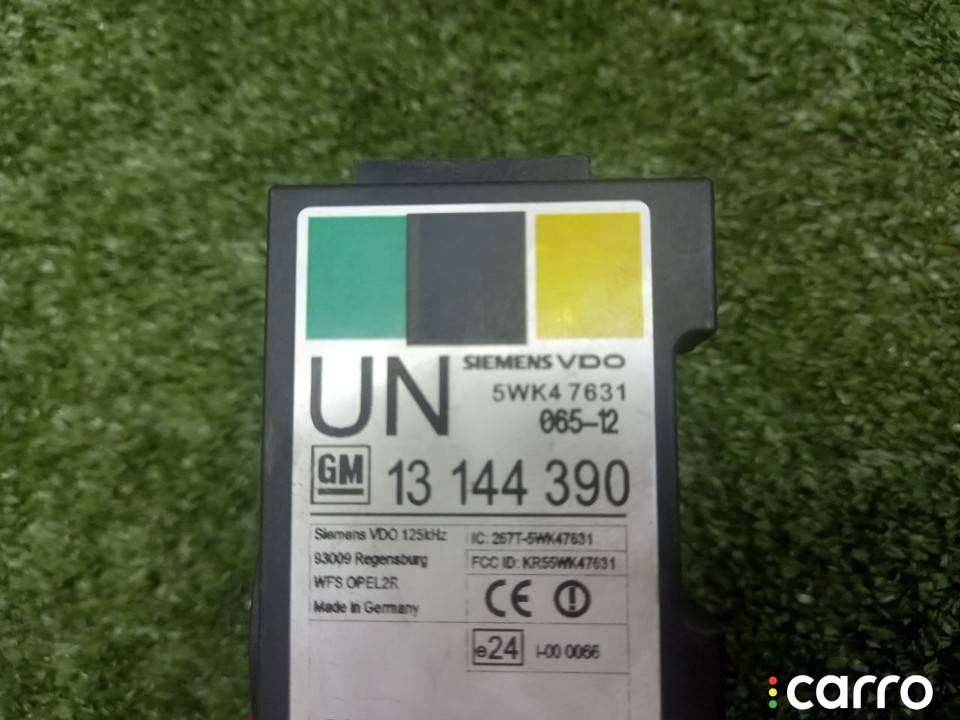 UN
SIEMENS VDO
5WK4 7631
065-12
GM 13 144 390
Siemens VDO 125kHz
93009 Regensburg
WFS OPEL2R
Made in Germany
IC: 267T-5WK47631
FCC ID: KR55WK47631
CE
e24 I-00 0066
carro